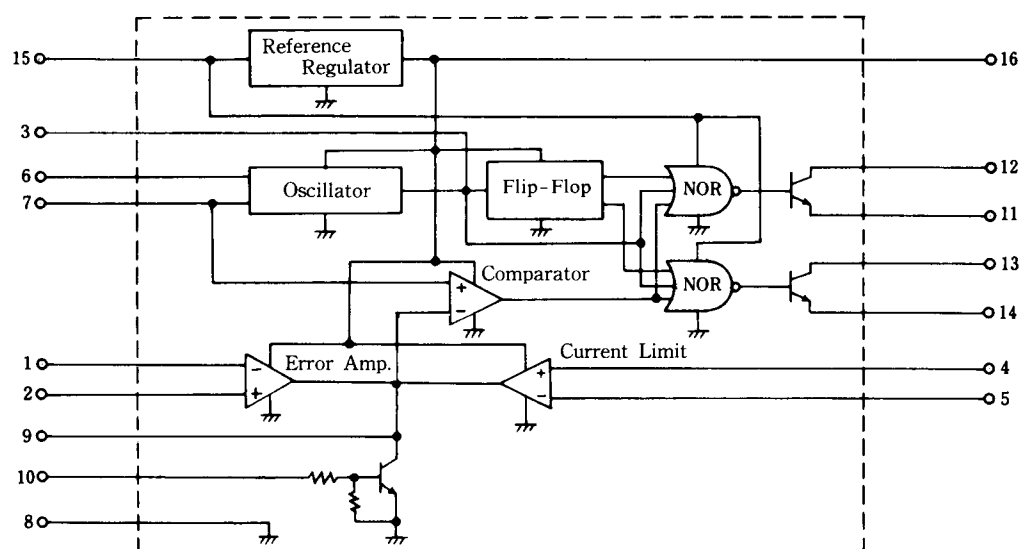 Reference
Regulator
15
16
3
6
Oscillator
Flip-Flop
NOR
12
7
11
Comparator
+
−
NOR
13
14
1
−
Error Amp.
Current Limit
+
4
2
+
−
5
9
10
8